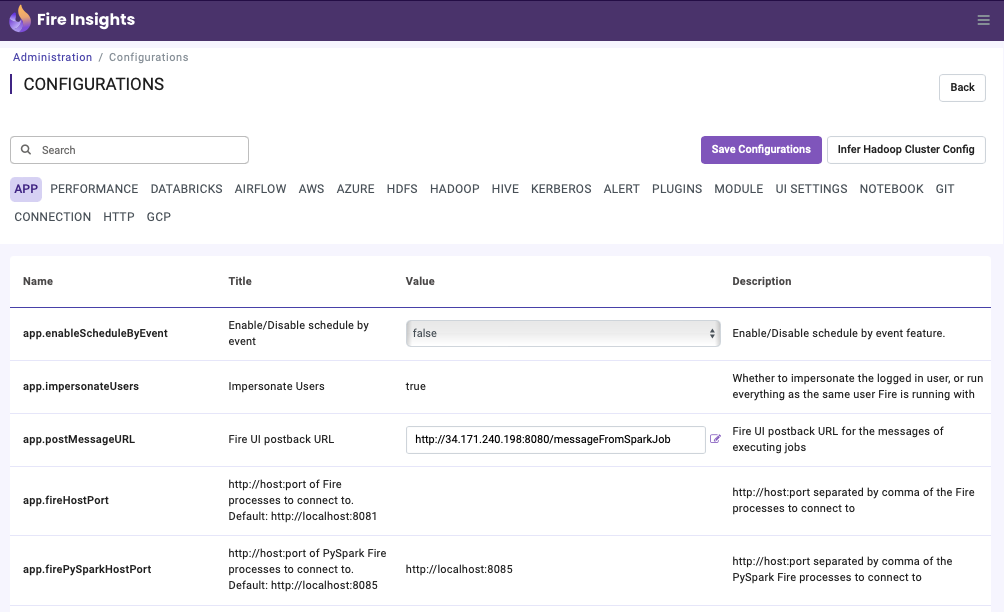 Fire Insights
Administration / Configurations
CONFIGURATIONS
Back
Search
Save Configurations
Infer Hadoop Cluster Config
APP PERFORMANCE DATABRICKS AIRFLOW AWS AZURE HDFS HADOOP HIVE KERBEROS ALERT PLUGINS MODULE UI SETTINGS NOTEBOOK GIT
CONNECTION HTTP GCP
Name Title Value Description
app.enableScheduleByEvent
Enable/Disable schedule by
event
false
Enable/Disable schedule by event feature.
app.impersonateUsers
Impersonate Users
true
Whether to impersonate the logged in user, or run
everything as the same user Fire is running with
app.postMessageURL
Fire UI postback URL
http://34.171.240.198:8080/messageFromSparkJob
Fire UI postback URL for the messages of
executing jobs
app.fireHostPort
http://host:port of Fire
processes to connect to.
Default: http://localhost:8081
http://host:port separated by comma of the Fire
processes to connect to
app.firePySparkHostPort
http://host:port of PySpark Fire
processes to connect to.
Default: http://localhost:8085
http://localhost:8085
http://host:port separated by comma of the
PySpark Fire processes to connect to